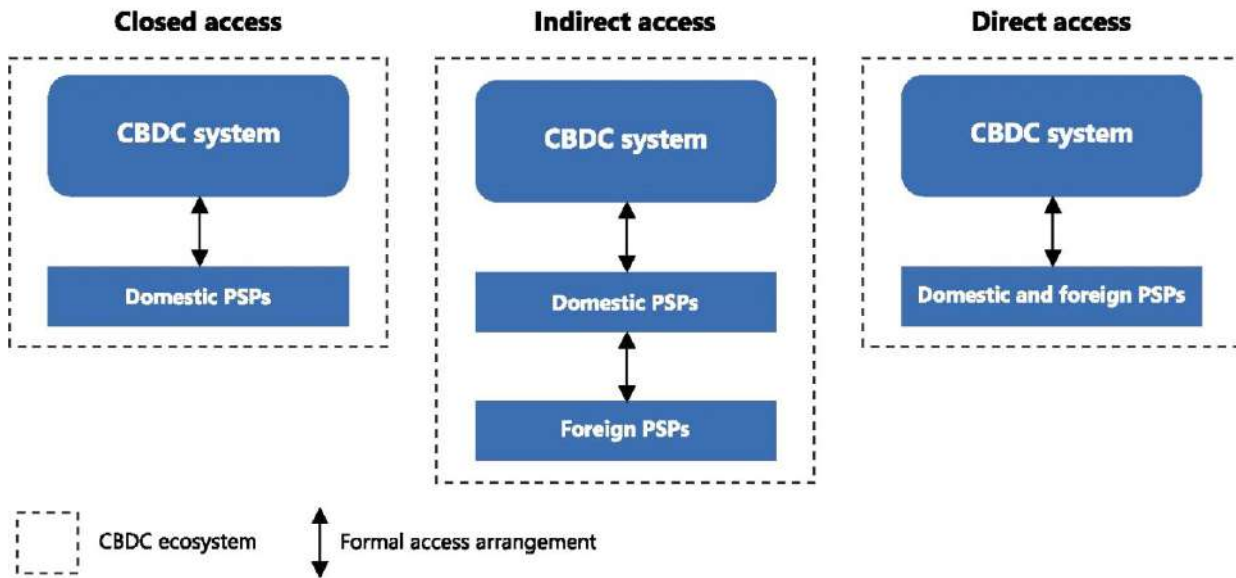 Closed access
Indirect access
Direct access
CBDC system
CBDC system
CBDC system
Domestic PSPs
Domestic PSPs
Domestic and foreign PSPs
Foreign PSPs
CBDC ecosystem
Formal access arrangement